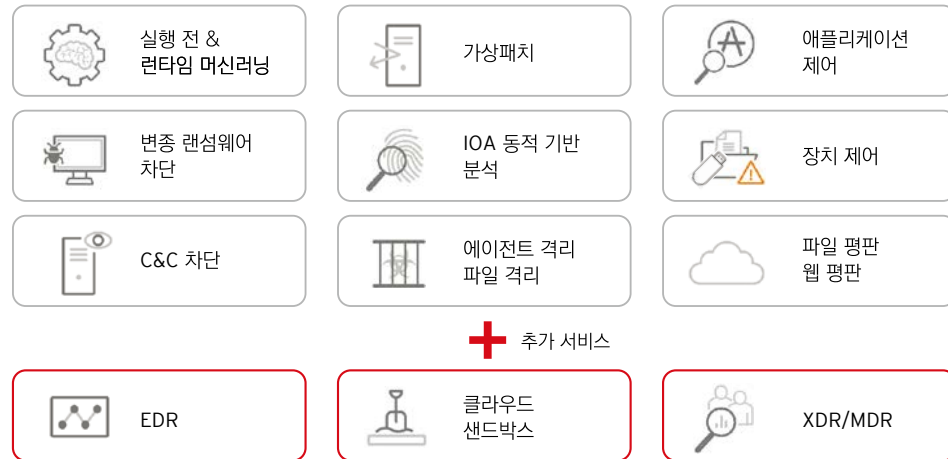 실행 전 &
런타임 머신러닝
가상패치
애플리케이션
제어
변종 랜섬웨어
차단
IOA 동적 기반
분석
장치 제어
C&C 차단
에이전트 격리
파일 격리
파일 평판
웹 평판
추가 서비스
EDR
클라우드
샌드박스
XDR/MDR